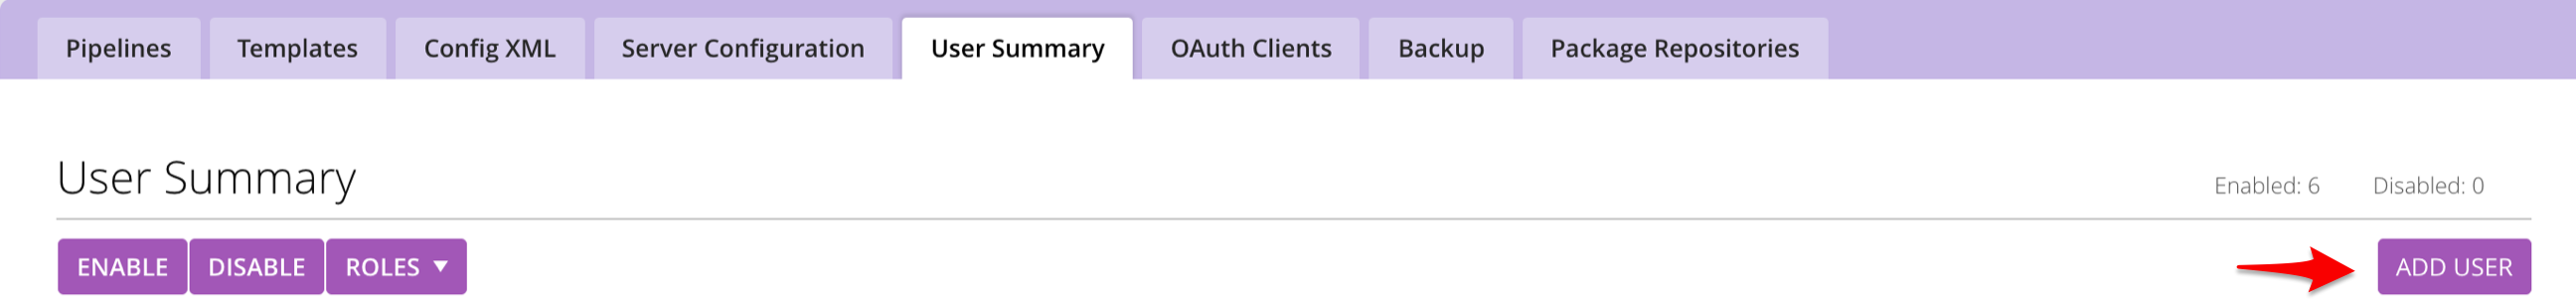 Pipelines Templates Config XML Server Configuration User Summary OAuth Clients Backup Package Repositories
User Summary Enabled: 6 Disabled: 0
ENABLE DISABLE ROLES ADD USER